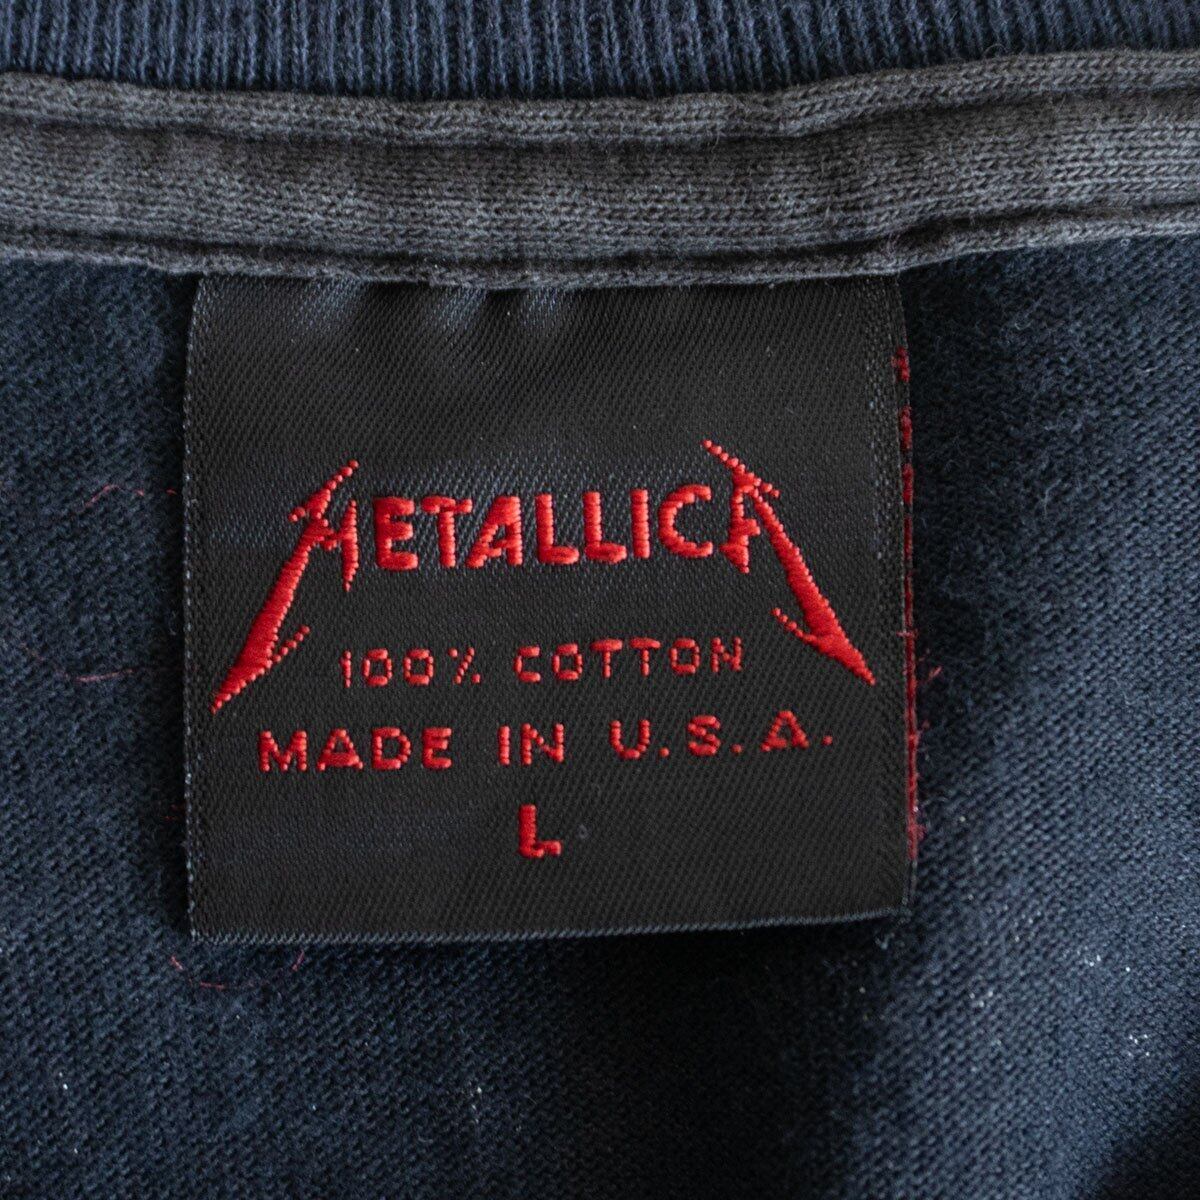 METALLICA
100% COTTON
MADE IN U.S.A.
L